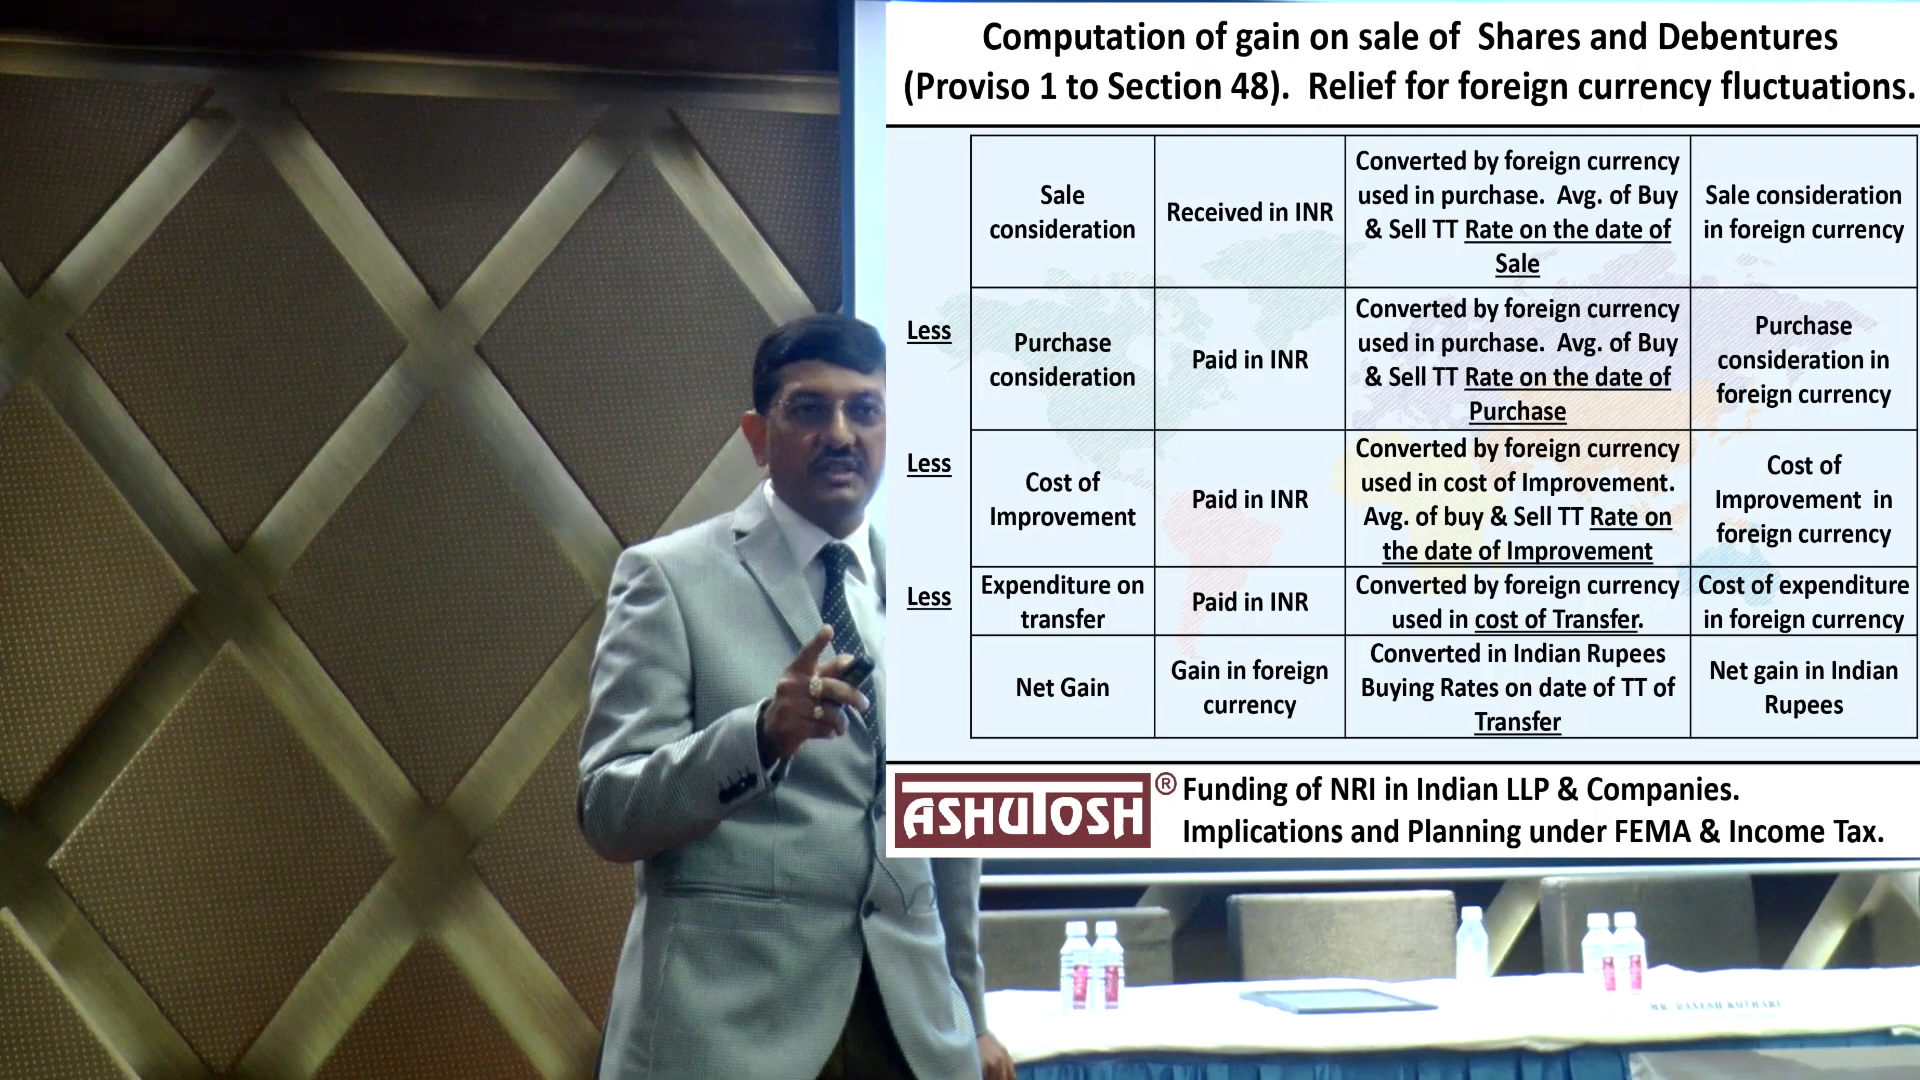 Computation of gain on sale of Shares and Debentures
(Proviso 1 to Section 48). Relief for foreign currency fluctuations.
Sale
consideration
Received in INR
Converted by foreign currency
used in purchase. Avg. of Buy
& Sell TT Rate on the date of
Sale
Sale consideration
in foreign currency
Less
Purchase
consideration
Paid in INR
Converted by foreign currency
used in purchase. Avg. of Buy
& Sell TT Rate on the date of
Purchase
Purchase
consideration in
foreign currency
Less
Cost of
Improvement
Paid in INR
Converted by foreign currency
used in cost of Improvement.
Avg. of buy & Sell TT Rate on
the date of Improvement
Cost of
Improvement in
foreign currency
Less
Expenditure on
transfer
Paid in INR
Converted by foreign currency
used in cost of Transfer.
Cost of expenditure
in foreign currency
Net Gain
Gain in foreign
currency
Converted in Indian Rupees
Buying Rates on date of TT of
Transfer
Net gain in Indian
Rupees
ASHUTOSH ®
Funding of NRI in Indian LLP & Companies.
Implications and Planning under FEMA & Income Tax.
MR. DAXESH KOTHARI